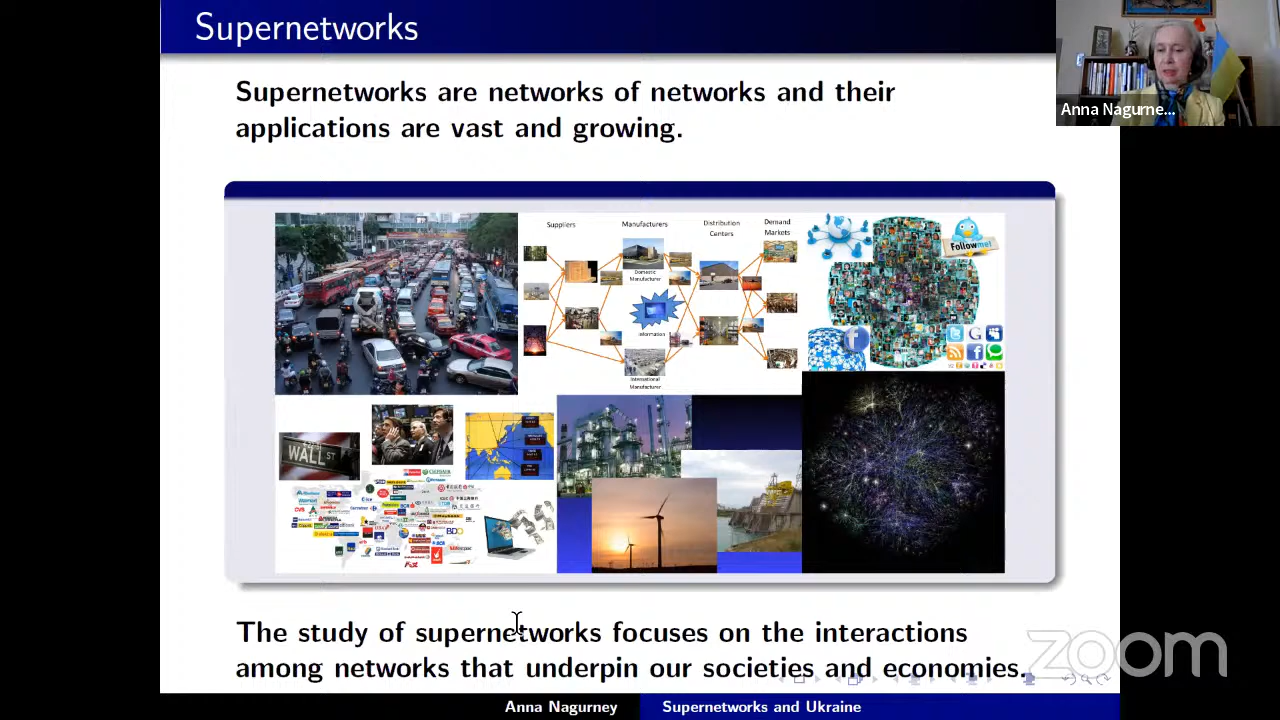 Supernetworks
Anna Nagurne...
Supernetworks are networks of networks and their
applications are vast and growing.
Suppliers
Manufacturers
Distribution
Centers
Demand
Markets
Domestic
Manufacturer
Information
International
Manufacturer
Follow me!
WALL ST
The study of supernetworks focuses on the interactions
among networks that underpin our societies and economies.
zoom
Anna Nagurney
Supernetworks and Ukraine